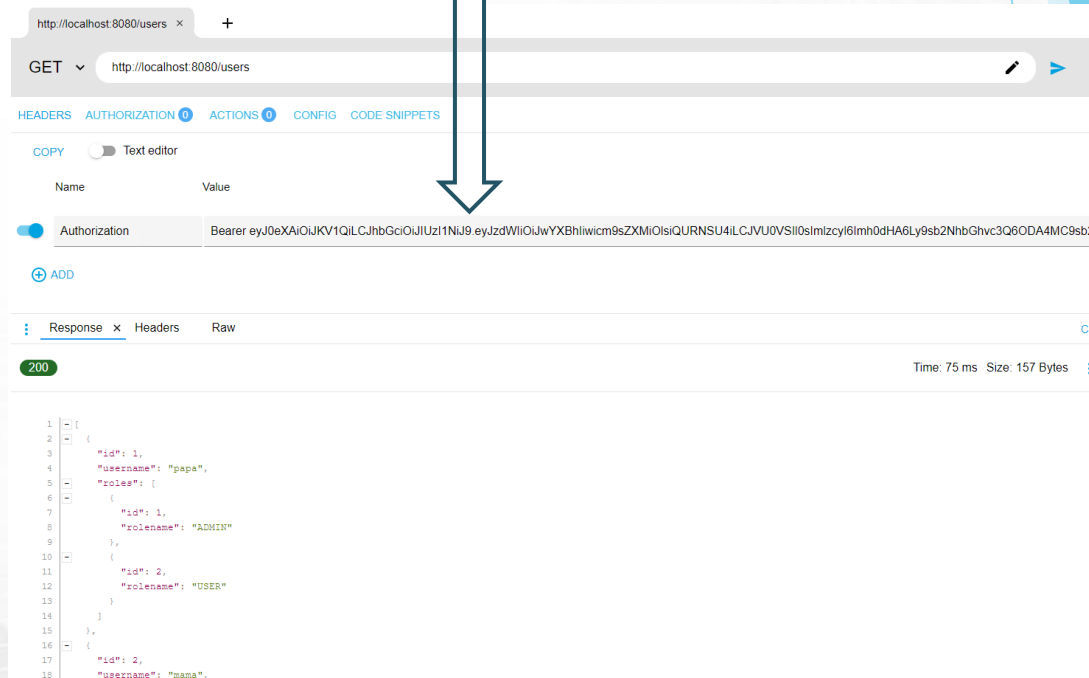 http://localhost:8080/users × +
GET http://localhost:8080/users
HEADERS AUTHORIZATION 0 ACTIONS 0 CONFIG CODE SNIPPETS
COPY Text editor
Name Value
Authorization Bearer eyJ0eXAiOiJKV1QiLCJhbGciOiJIUzI1NiJ9.eyJzdWIiOiJwYXBhIiwicm9sZXMiOlsiQURNSU4iLCJVU0VSIl0sImlzcyI6Imh0dHA6Ly9sb2NhbGhvc3Q6ODA4MC9sb2
ADD
Response × Headers Raw
200 Time: 75 ms Size: 157 Bytes
1 [
2 {
3 "id": 1,
4 "username": "papa",
5 "roles": [
6 {
7 "id": 1,
8 "rolename": "ADMIN"
9 },
10 {
11 "id": 2,
12 "rolename": "USER"
13 }
14 ]
15 },
16 {
17 "id": 2,
18 "username": "mama",